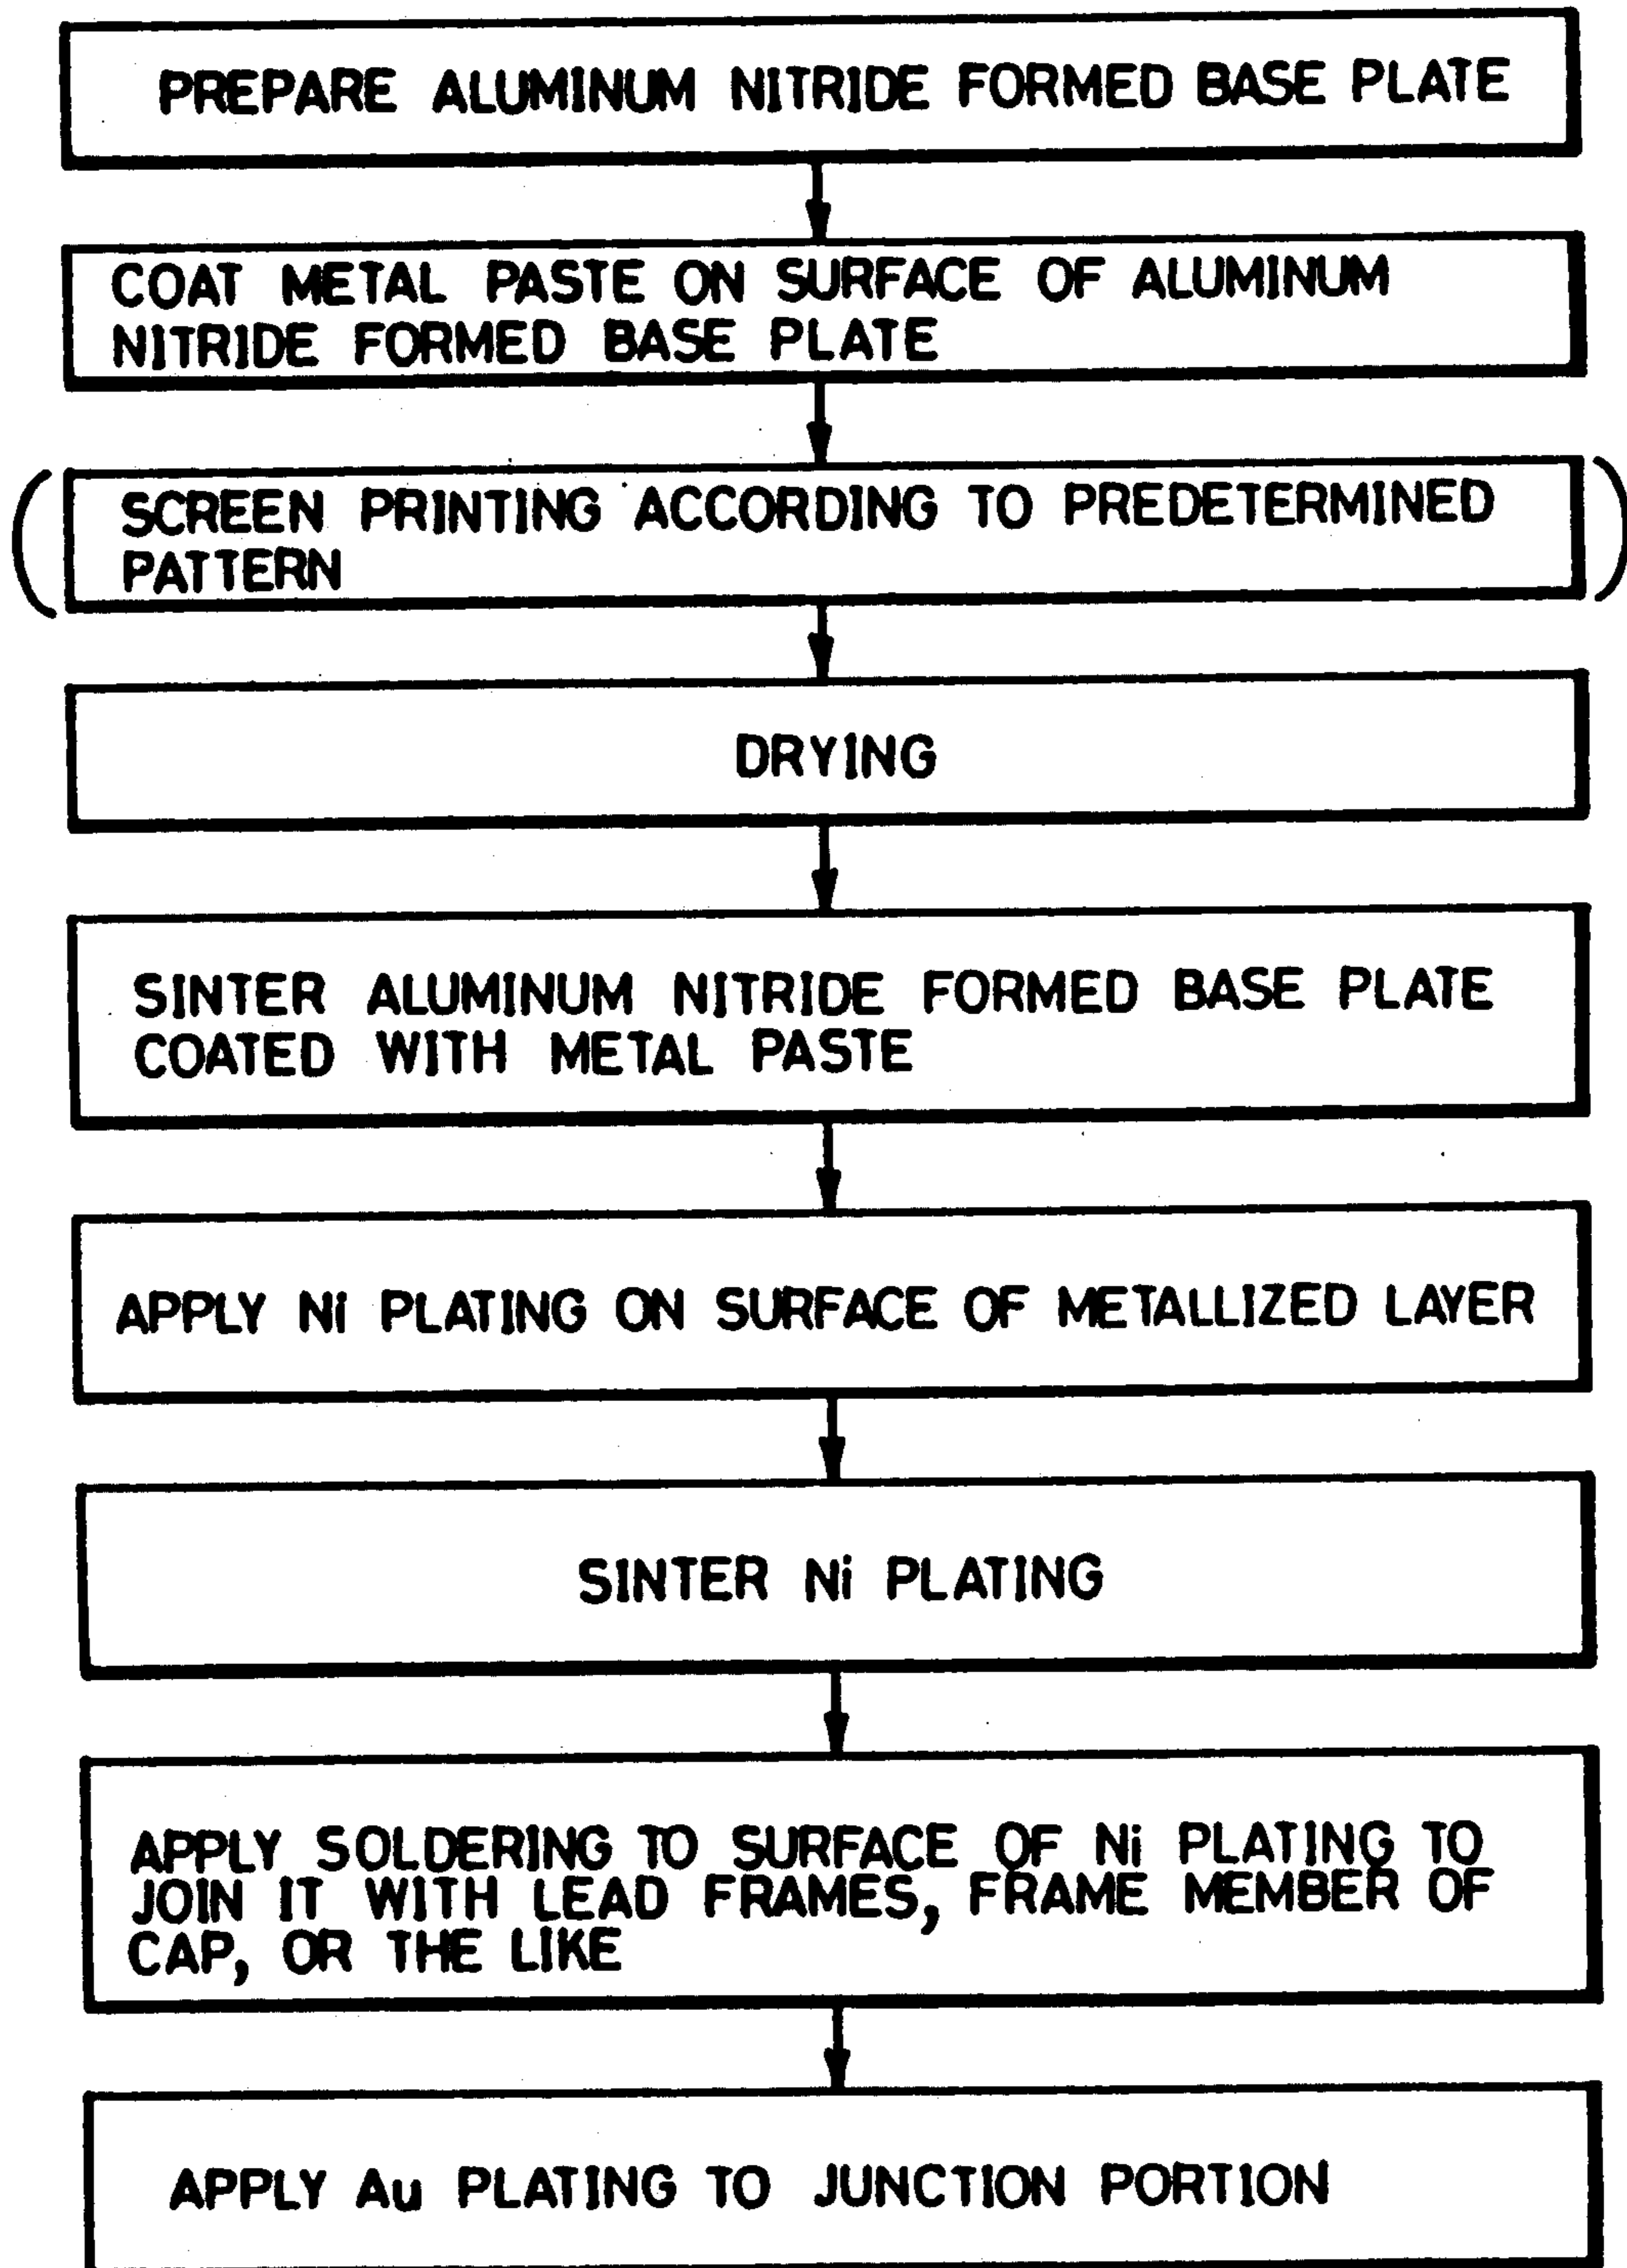 PREPARE ALUMINUM NITRIDE FORMED BASE PLATE
COAT METAL PASTE ON SURFACE OF ALUMINUM
NITRIDE FORMED BASE PLATE
SCREEN PRINTING ACCORDING TO PREDETERMINED
PATTERN
DRYING
SINTER ALUMINUM NITRIDE FORMED BASE PLATE
COATED WITH METAL PASTE
APPLY Ni PLATING ON SURFACE OF METALLIZED LAYER
SINTER Ni PLATING
APPLY SOLDERING TO SURFACE OF Ni PLATING TO
JOIN IT WITH LEAD FRAMES, FRAME MEMBER OF
CAP, OR THE LIKE
APPLY Au PLATING TO JUNCTION PORTION